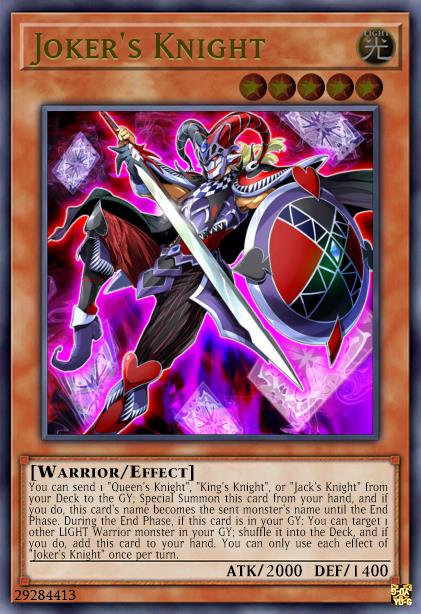 JOKER'S KNIGHT
LIGHT
光
[WARRIOR/EFFECT]
You can send 1 "Queen's Knight", "King's Knight", or "Jack's Knight" from
your Deck to the GY; Special Summon this card from your hand, and if
you do, this card's name becomes the sent monster's name until the End
Phase. During the End Phase, if this card is in your GY: You can target 1
other LIGHT Warrior monster in your GY; shuffle it into the Deck, and if
you do, add this card to your hand. You can only use each effect of
"Joker's Knight" once per turn.
ATK/2000 DEF/1400
29284413